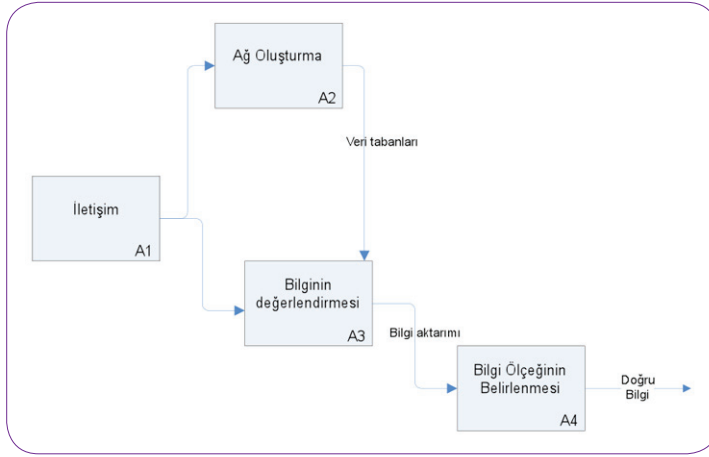 Ağ Oluşturma
A2
Veri tabanları
İletişim
A1
Bilginin
değerlendirmesi
A3
Bilgi aktarımı
Bilgi Ölçeğinin
Belirlenmesi
A4
Doğru
Bilgi